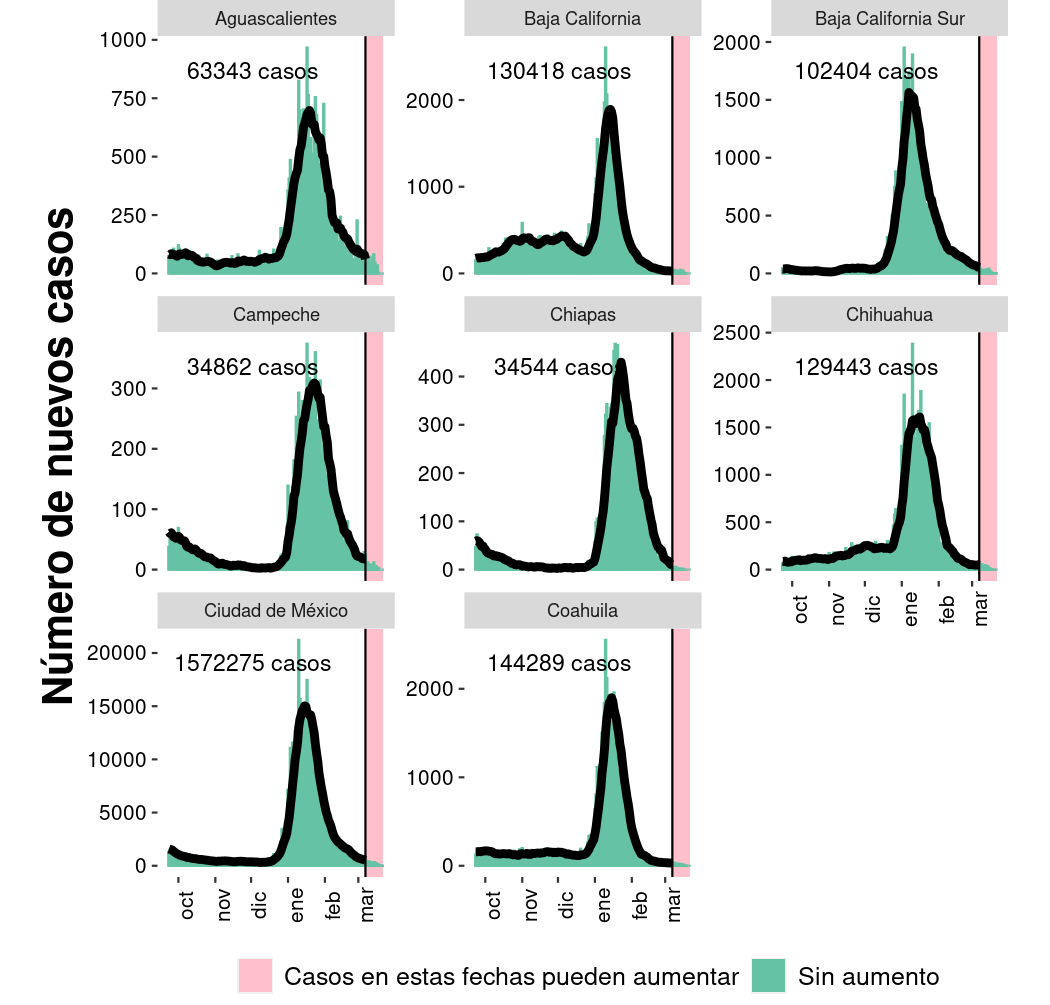 Número de nuevos casos
Aguascalientes
1000
750
500
250
0
63343 casos
Baja California
2000
1000
0
130418 casos
Baja California Sur
2000
1500
1000
500
0
102404 casos
Campeche
300
200
100
0
34862 casos
Chiapas
400
300
200
100
0
34544 casos
Chihuahua
2500
2000
1500
1000
500
0
129443 casos
oct
nov
dic
ene
feb
mar
Ciudad de México
20000
15000
10000
5000
0
1572275 casos
oct
nov
dic
ene
feb
mar
Coahuila
2000
1000
0
144289 casos
oct
nov
dic
ene
feb
mar
Casos en estas fechas pueden aumentar
Sin aumento